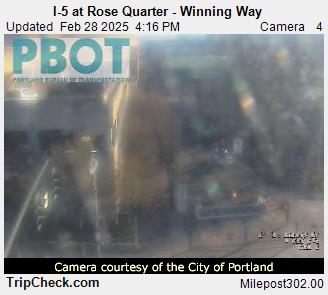 I-5 at Rose Quarter - Winning Way
Updated  Feb 28 2025  4:16 PM    Camera  4
PBOT
PORTLAND BUREAU OF TRANSPORTATION
Camera courtesy of the City of Portland
TripCheck.com    Milepost302.00